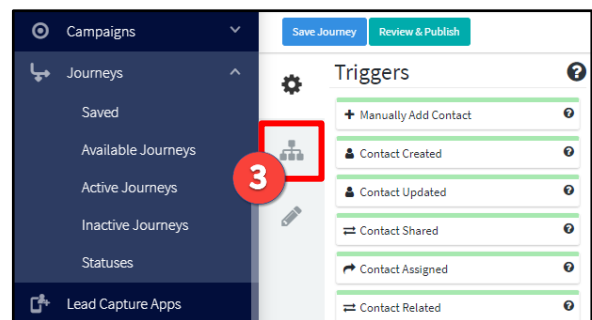 Campaigns
Journeys
Saved
Available Journeys
Active Journeys
Inactive Journeys
Statuses
Lead Capture Apps
Save Journey
Review & Publish
3
Triggers
Manually Add Contact
Contact Created
Contact Updated
Contact Shared
Contact Assigned
Contact Related